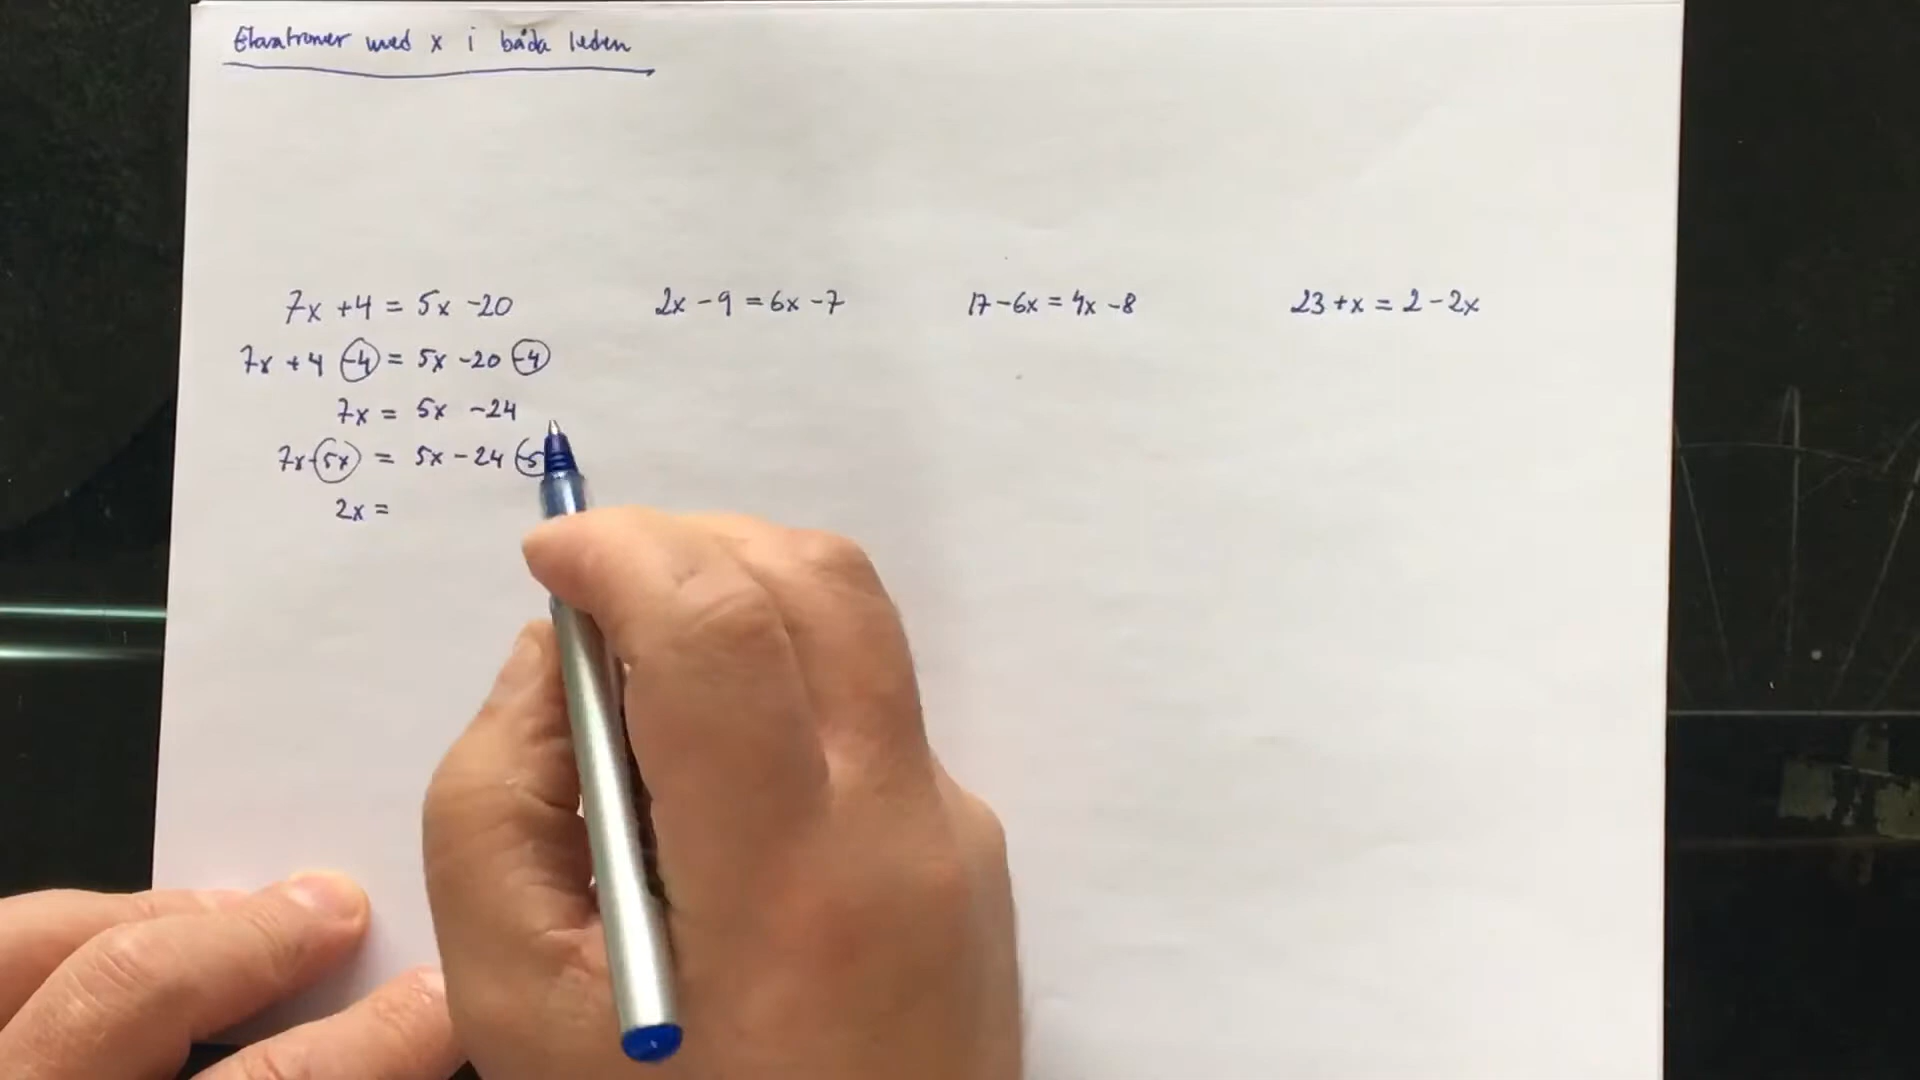 Ekvationer med x i båda leden
7x + 4 = 5x - 20
7x + 4 - 4 = 5x - 20 - 4
7x = 5x - 24
7x - 5x = 5x - 24 - 5
2x =
2x - 9 = 6x - 7
17 - 6x = 4x - 8
23 + x = 2 - 2x